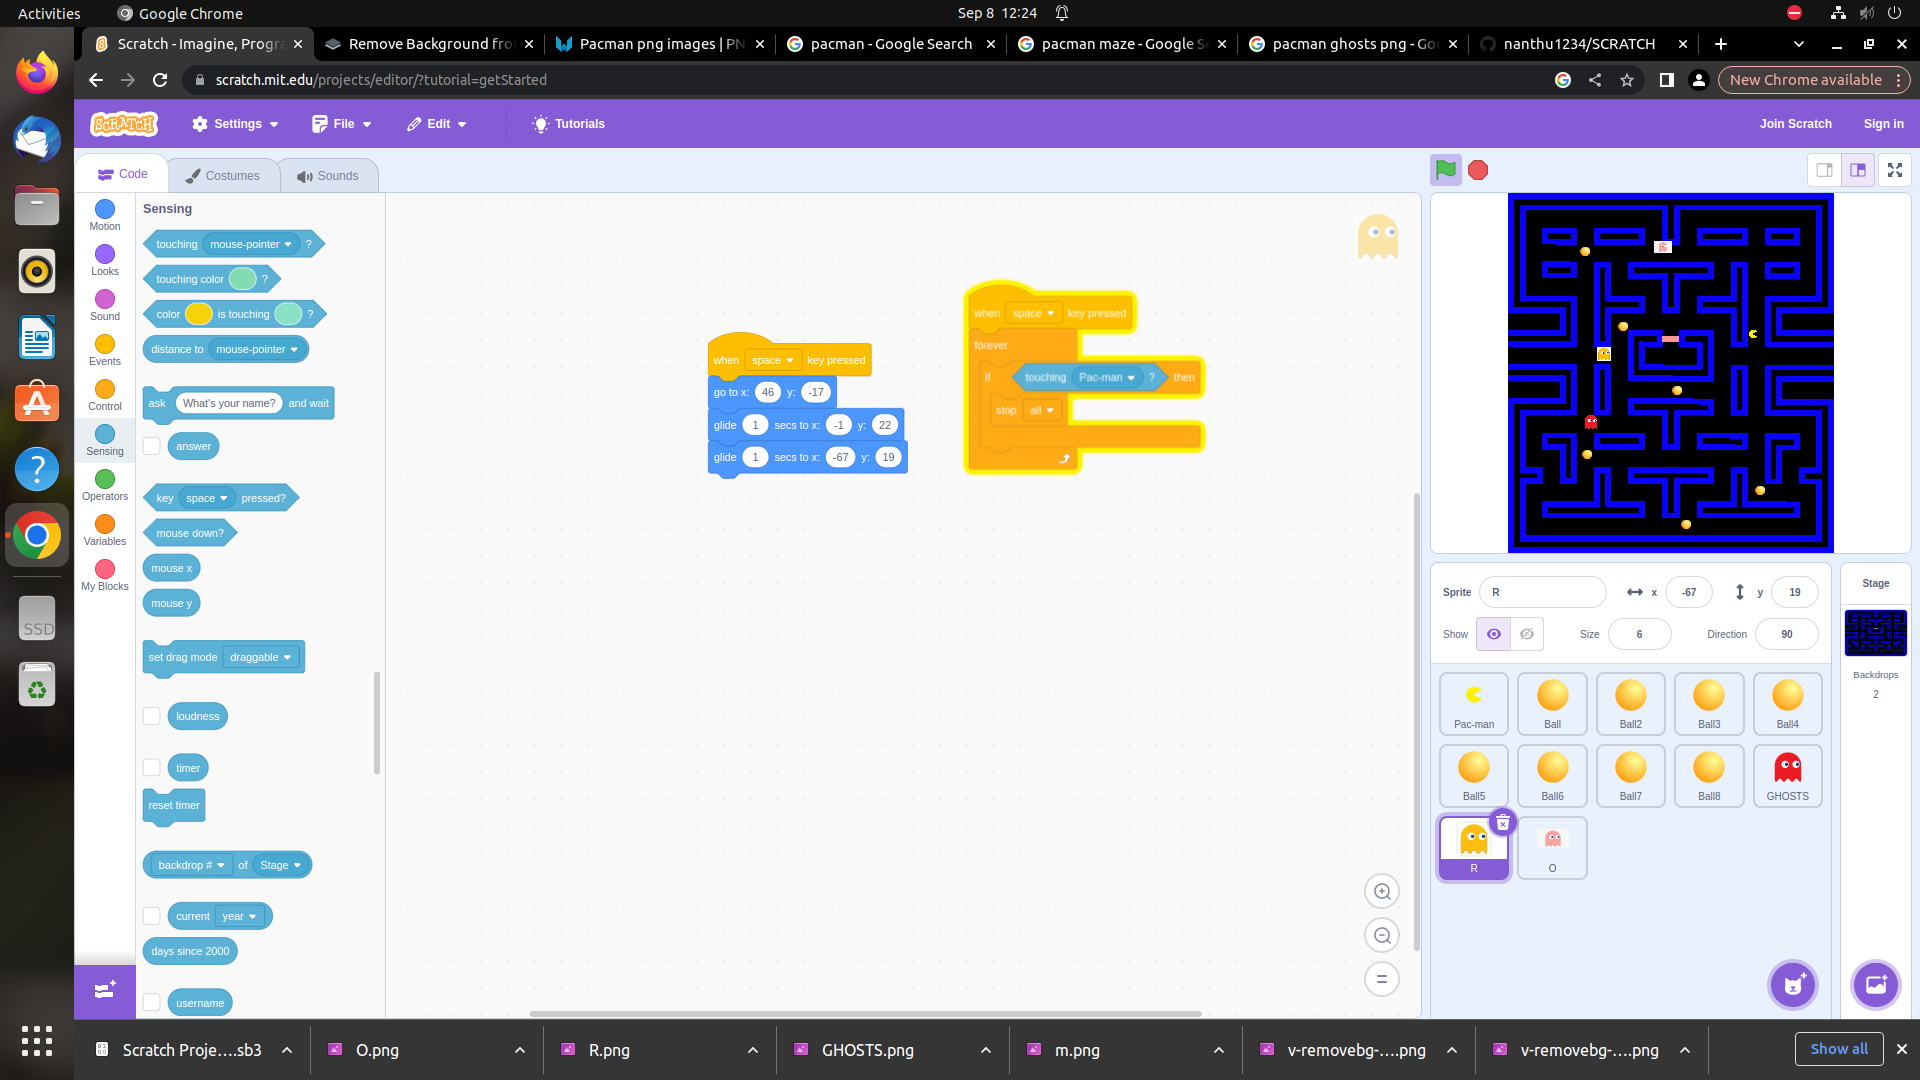 Activities
Google Chrome
Sep 8 12:24
Scratch - Imagine, Progra
Remove Background fro
Pacman png images | PN
pacman - Google Search
pacman maze - Google S
pacman ghosts png - Go
nanthu1234/SCRATCH
scratch.mit.edu/projects/editor/?tutorial=getStarted
New Chrome available
SCRATCH
Settings
File
Edit
Tutorials
Join Scratch
Sign in
Code
Costumes
Sounds
Motion
Looks
Sound
Events
Control
Sensing
Operators
Variables
My Blocks
Sensing
touching mouse-pointer ?
touching color ?
color is touching ?
distance to mouse-pointer
ask What's your name? and wait
answer
key space pressed?
mouse down?
mouse x
mouse y
set drag mode draggable
loudness
timer
reset timer
backdrop # of Stage
current year
days since 2000
username
when space key pressed
go to x: 46 y: -17
glide 1 secs to x: -1 y: 22
glide 1 secs to x: -67 y: 19
when space key pressed
forever
if touching Pac-man ? then
stop all
Sprite R x -67 y 19
Show Size 6 Direction 90
Pac-man
Ball
Ball2
Ball3
Ball4
Ball5
Ball6
Ball7
Ball8
GHOSTS
R
O
Stage
Backdrops
2
SSD
Scratch Proje....sb3
O.png
R.png
GHOSTS.png
m.png
v-removebg-....png
v-removebg-....png
Show all